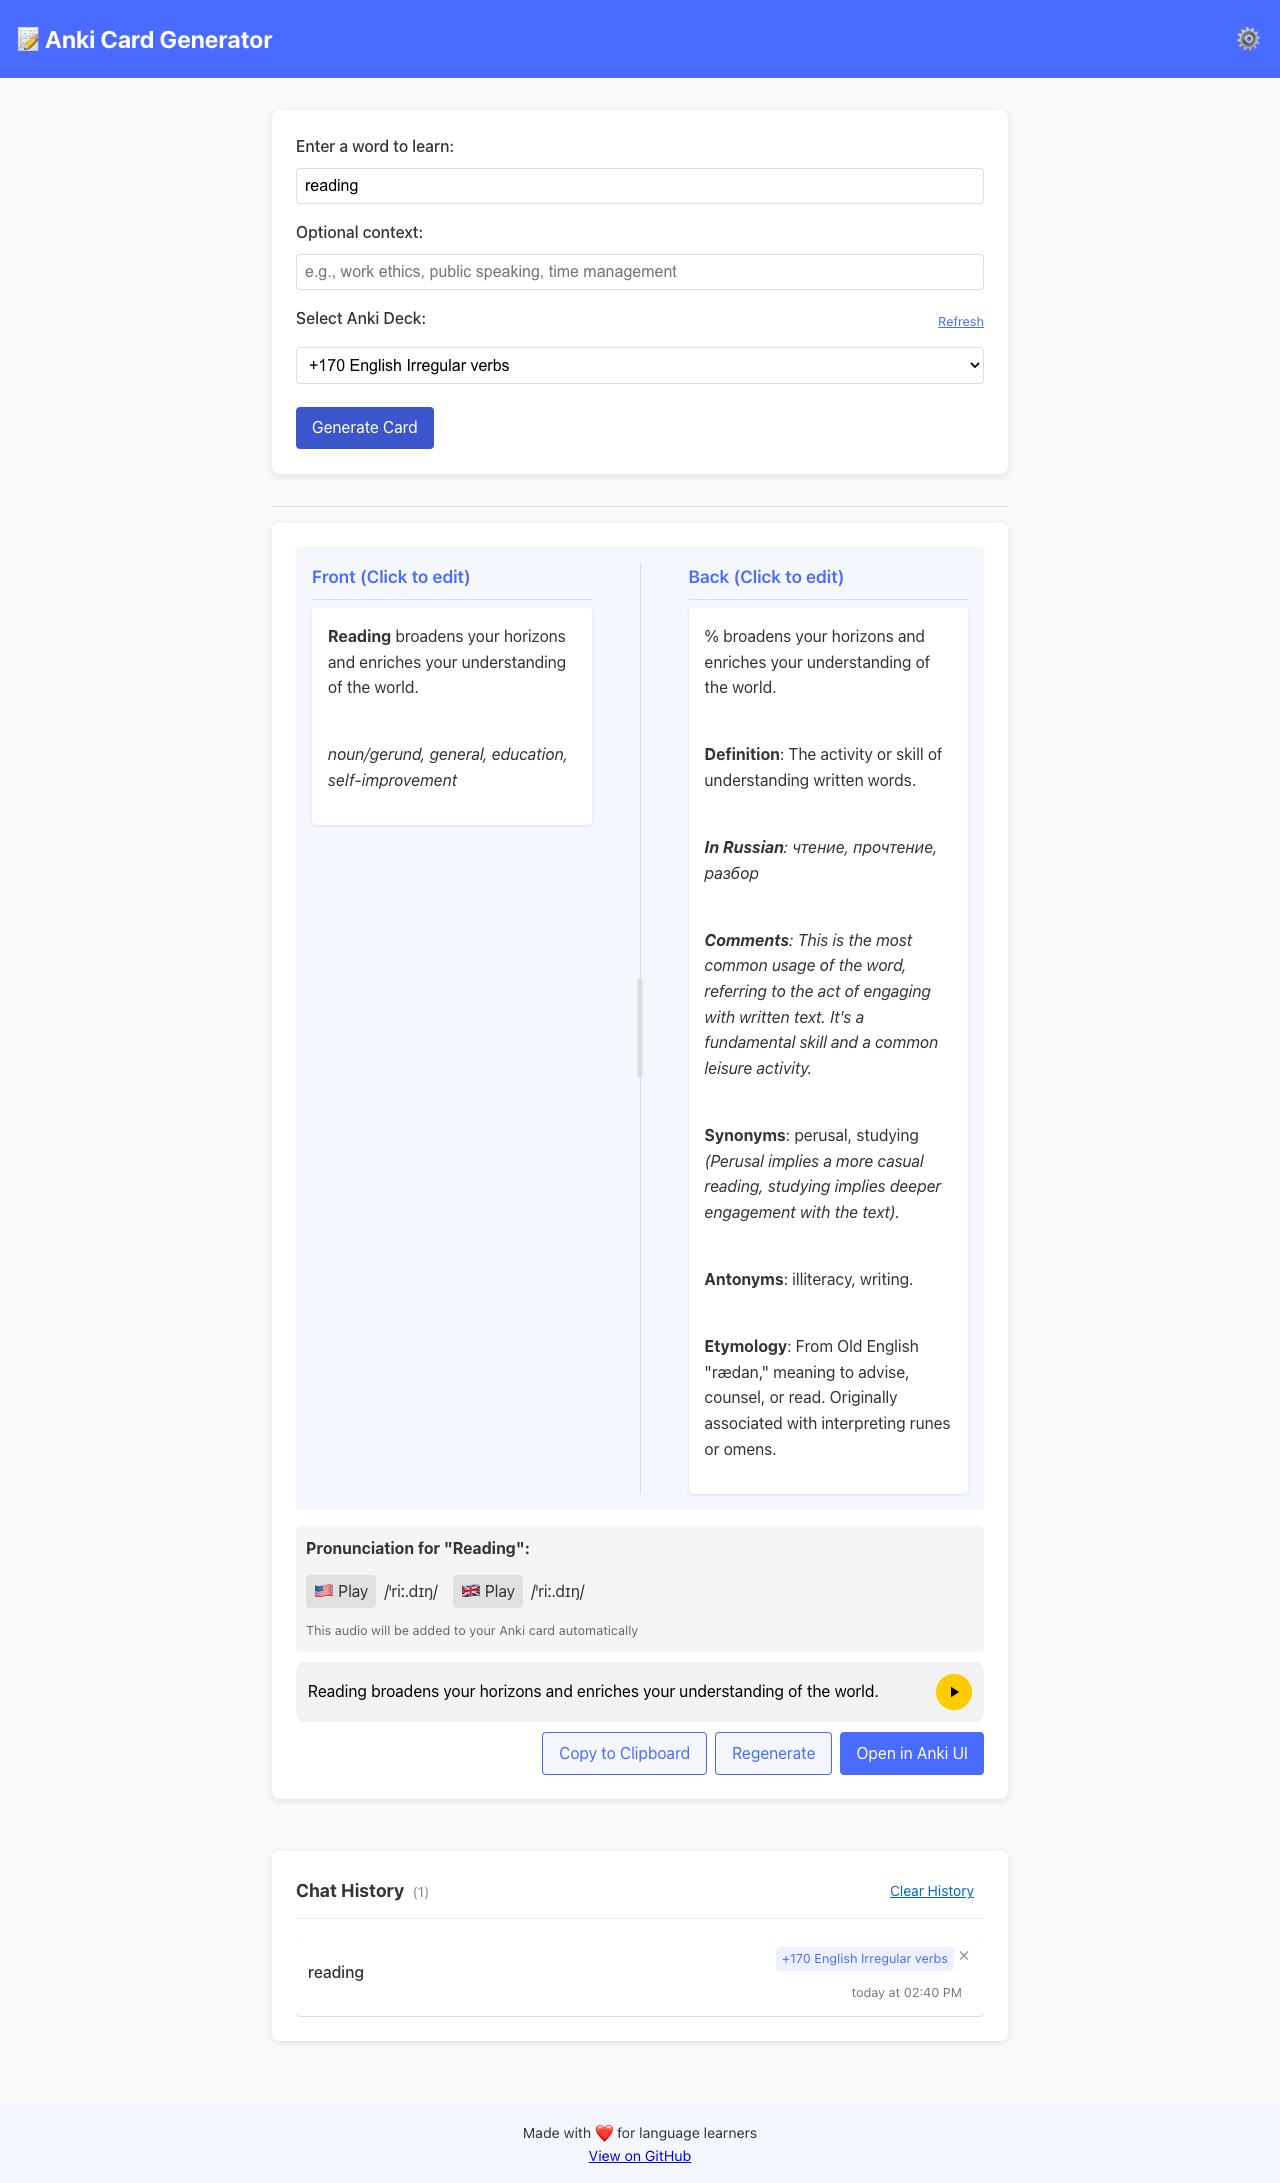 📝 Anki Card Generator
⚙️
Enter a word to learn:
reading
Optional context:
e.g., work ethics, public speaking, time management
Select Anki Deck:
Refresh
+170 English Irregular verbs
Generate Card
Front (Click to edit)
Reading broadens your horizons
and enriches your understanding
of the world.
noun/gerund, general, education,
self-improvement
Back (Click to edit)
% broadens your horizons and
enriches your understanding of
the world.
Definition: The activity or skill of
understanding written words.
In Russian: чтение, прочтение,
разбор
Comments: This is the most
common usage of the word,
referring to the act of engaging
with written text. It's a
fundamental skill and a common
leisure activity.
Synonyms: perusal, studying
(Perusal implies a more casual
reading, studying implies deeper
engagement with the text).
Antonyms: illiteracy, writing.
Etymology: From Old English
"rædan," meaning to advise,
counsel, or read. Originally
associated with interpreting runes
or omens.
Pronunciation for "Reading":
🇺🇸 Play /ˈriː.dɪŋ/ 🇬🇧 Play /ˈriː.dɪŋ/
This audio will be added to your Anki card automatically
Reading broadens your horizons and enriches your understanding of the world.
Copy to Clipboard
Regenerate
Open in Anki UI
Chat History (1)
Clear History
reading
+170 English Irregular verbs ×
today at 02:40 PM
Made with ❤️ for language learners
View on GitHub